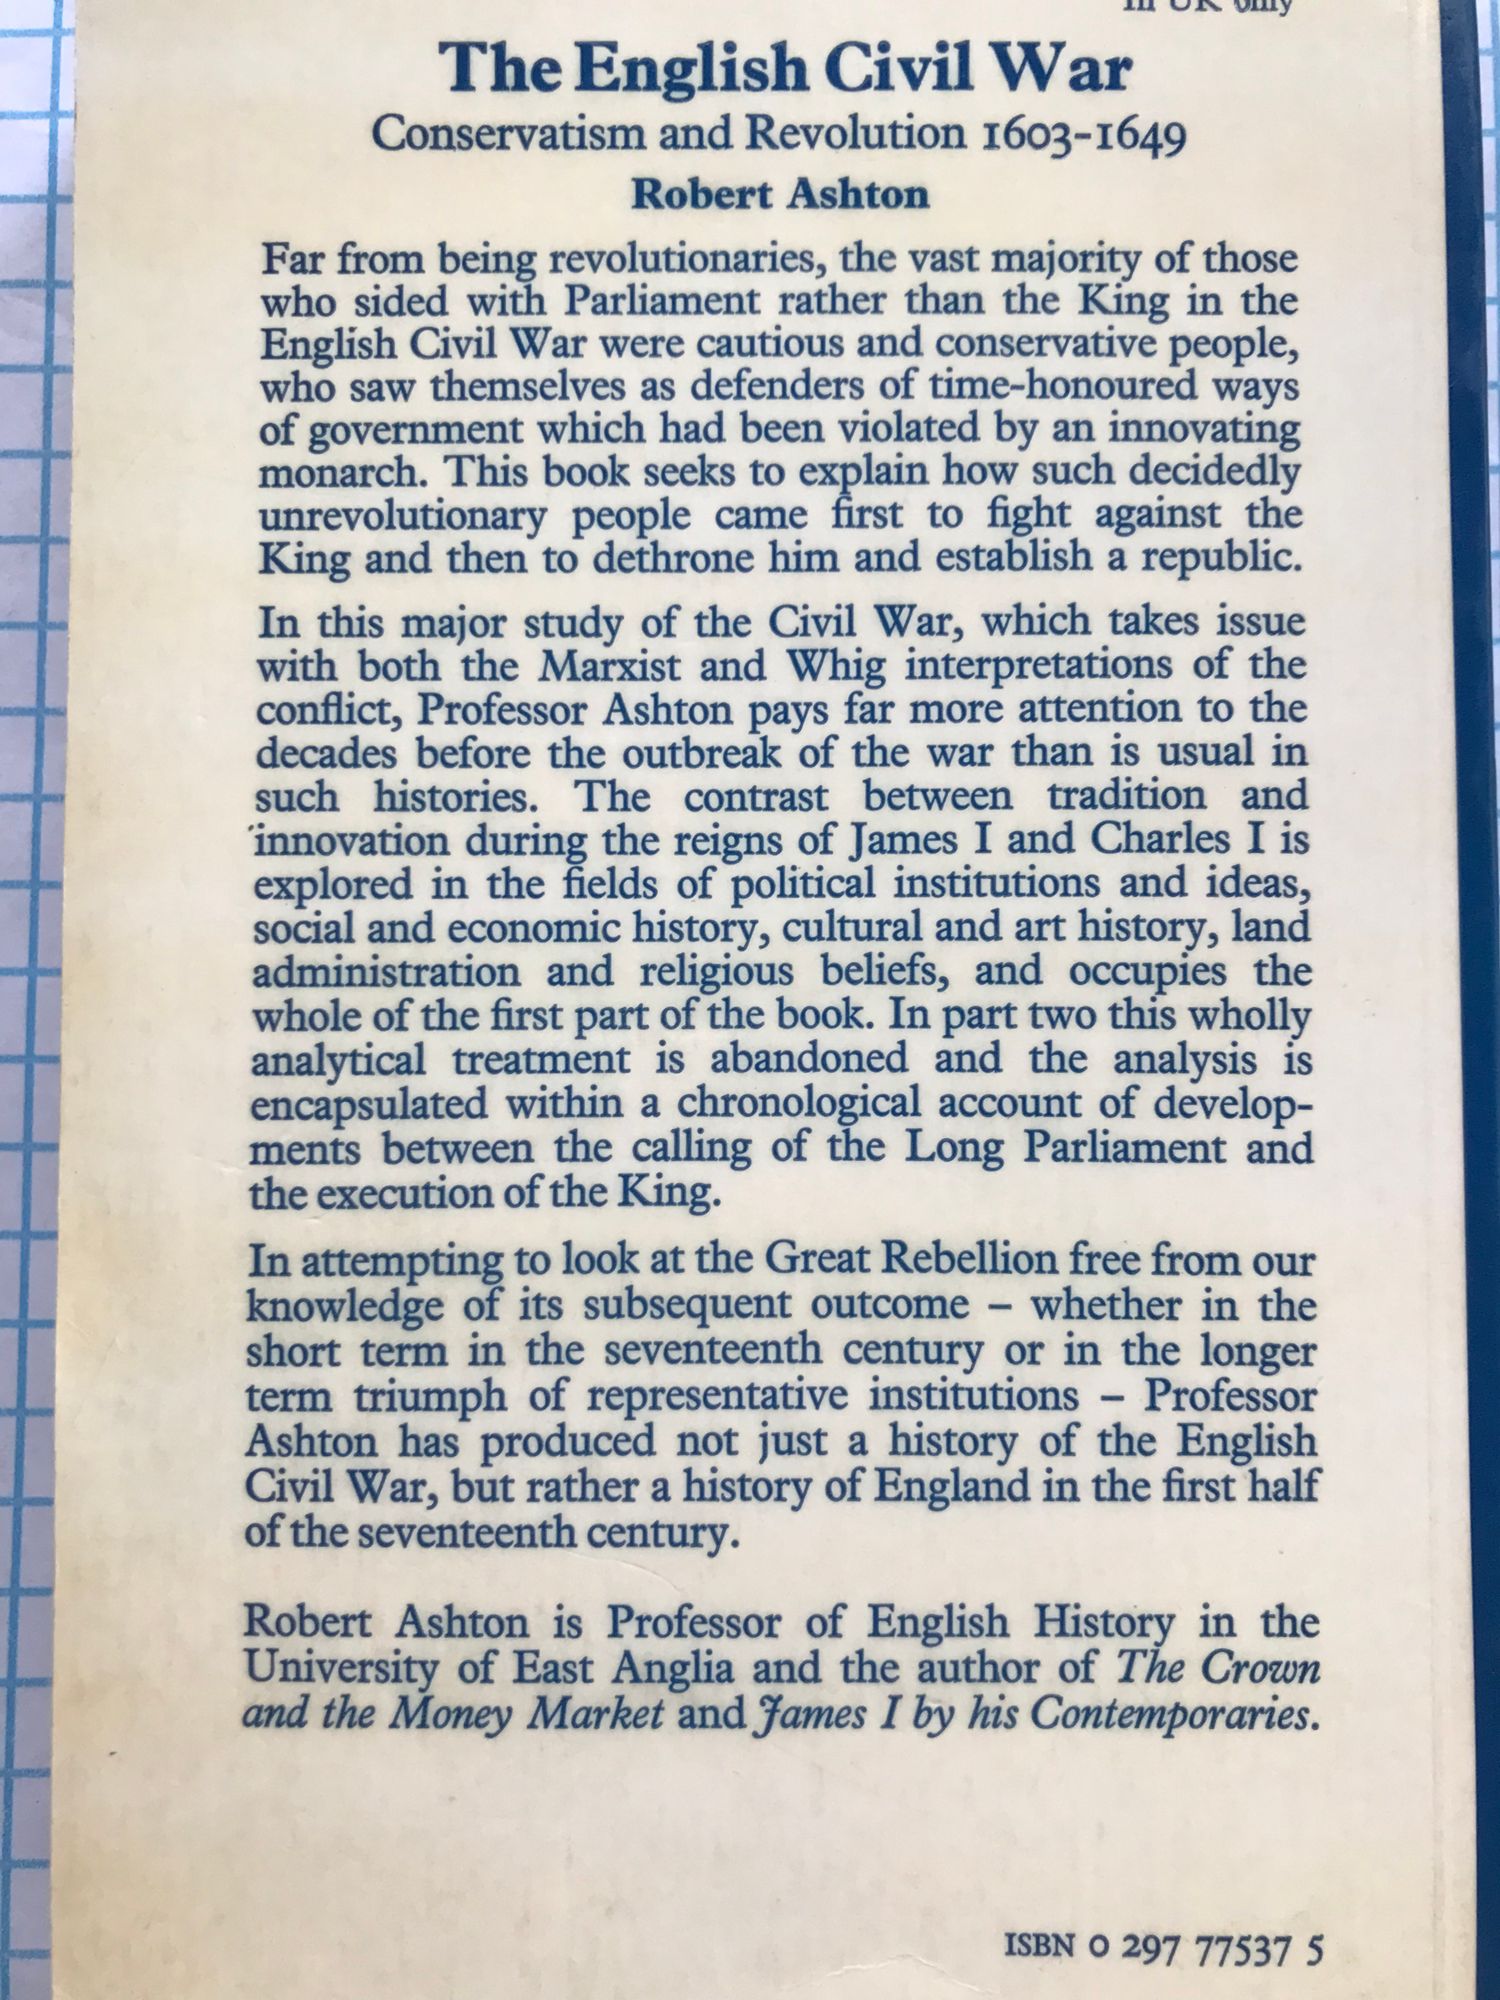 in UK only
The English Civil War
Conservatism and Revolution 1603-1649
Robert Ashton
Far from being revolutionaries, the vast majority of those
who sided with Parliament rather than the King in the
English Civil War were cautious and conservative people,
who saw themselves as defenders of time-honoured ways
of government which had been violated by an innovating
monarch. This book seeks to explain how such decidedly
unrevolutionary people came first to fight against the
King and then to dethrone him and establish a republic.
In this major study of the Civil War, which takes issue
with both the Marxist and Whig interpretations of the
conflict, Professor Ashton pays far more attention to the
decades before the outbreak of the war than is usual in
such histories. The contrast between tradition and
innovation during the reigns of James I and Charles I is
explored in the fields of political institutions and ideas,
social and economic history, cultural and art history, land
administration and religious beliefs, and occupies the
whole of the first part of the book. In part two this wholly
analytical treatment is abandoned and the analysis is
encapsulated within a chronological account of develop-
ments between the calling of the Long Parliament and
the execution of the King.
In attempting to look at the Great Rebellion free from our
knowledge of its subsequent outcome – whether in the
short term in the seventeenth century or in the longer
term triumph of representative institutions – Professor
Ashton has produced not just a history of the English
Civil War, but rather a history of England in the first half
of the seventeenth century.
Robert Ashton is Professor of English History in the
University of East Anglia and the author of The Crown
and the Money Market and James I by his Contemporaries.
ISBN 0 297 77537 5